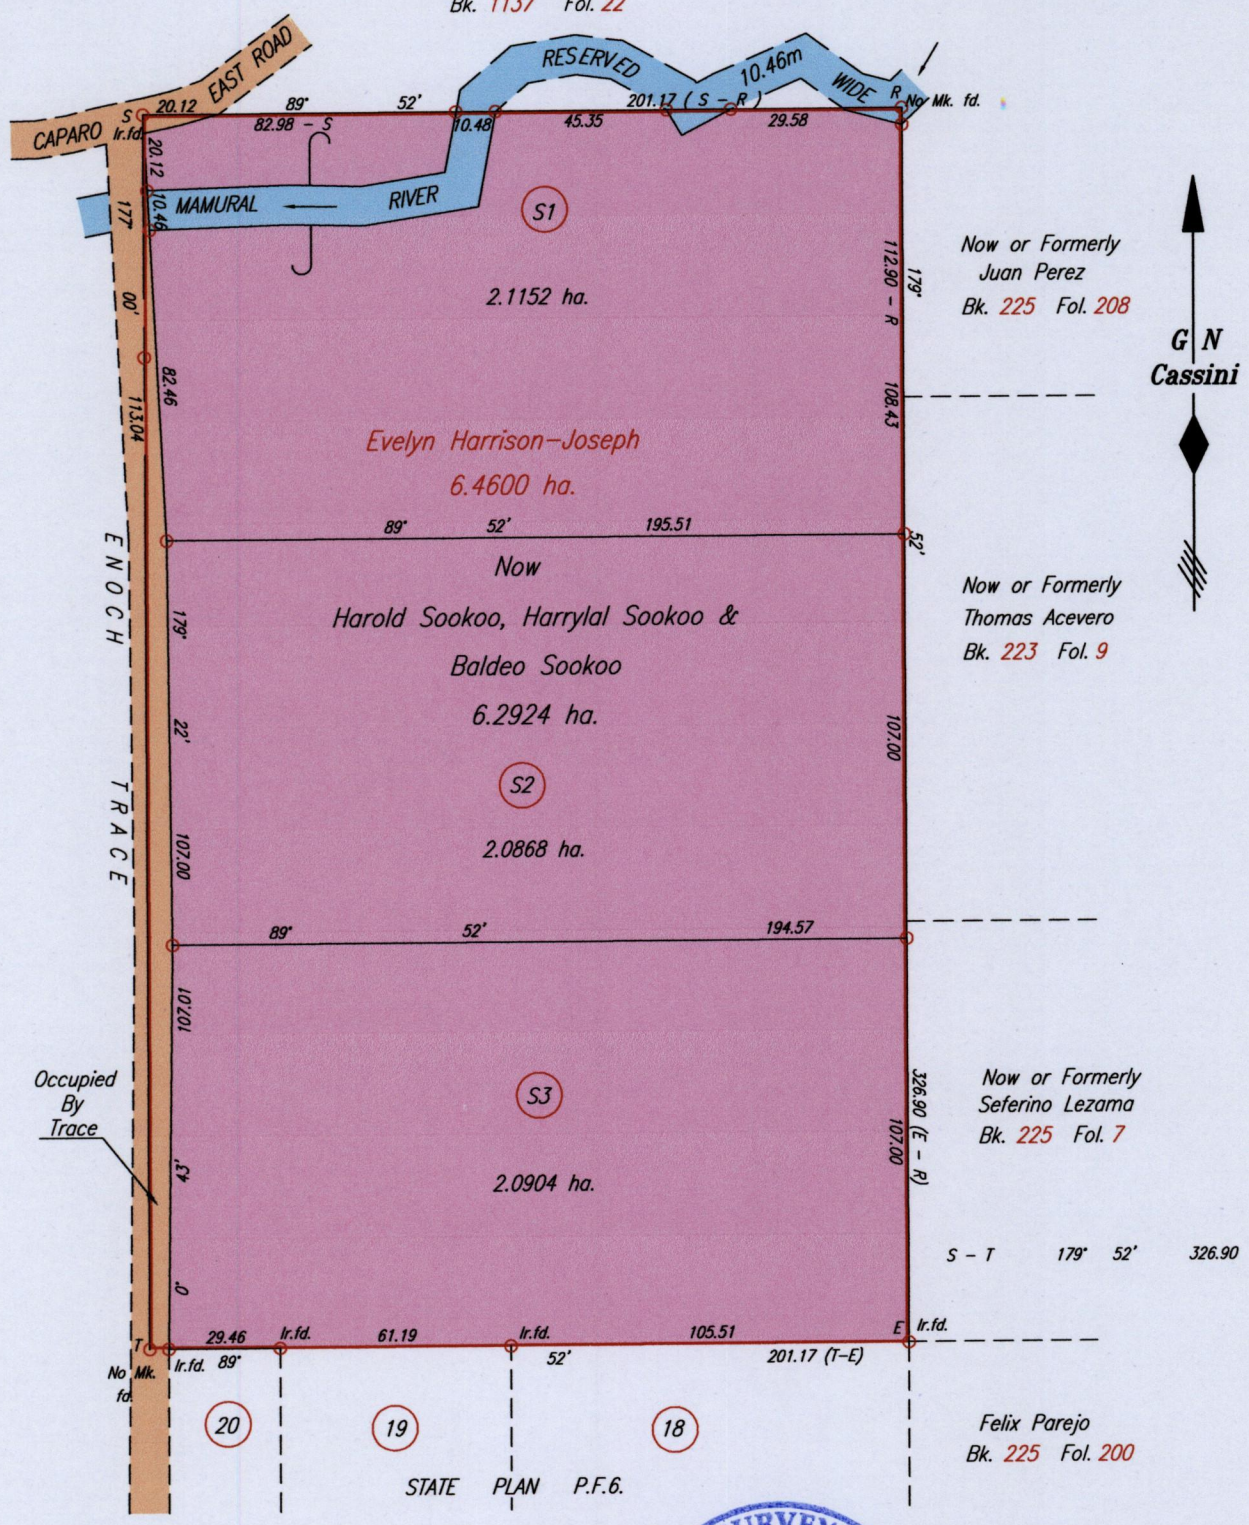 Bk. 1137 Fol. 22
CAPARO EAST ROAD
RESERVED 10.46m WIDE
S 20.12 89° 52' 201.17 ( S - R ) R
Ir.fd. 82.98 - S 10.48 45.35 29.58 No Mk. fd.
20.12
10.46
MAMURAL RIVER
S1
2.1152 ha.
177° 00' 113.04
82.46
112.90 - R
179°
108.43
Now or Formerly
Juan Perez
Bk. 225 Fol. 208
G N
Cassini
Evelyn Harrison-Joseph
6.4600 ha.
89° 52' 195.51
52'
Now
Harold Sookoo, Harrylal Sookoo &
Baldeo Sookoo
6.2924 ha.
S2
2.0868 ha.
ENOCH TRACE
179° 22' 107.00
107.00
Now or Formerly
Thomas Acevero
Bk. 223 Fol. 9
89° 52' 194.57
107.01
S3
2.0904 ha.
43'
0°
326.90 (E - R)
107.00
Occupied
By
Trace
Now or Formerly
Seferino Lezama
Bk. 225 Fol. 7
S - T 179° 52' 326.90
T 29.46 Ir.fd. 61.19 Ir.fd. 105.51 E Ir.fd.
No Mk.
fd.
Ir.fd. 89° 52' 201.17 (T-E)
20 19 18
Felix Parejo
Bk. 225 Fol. 200
STATE PLAN P.F.6.